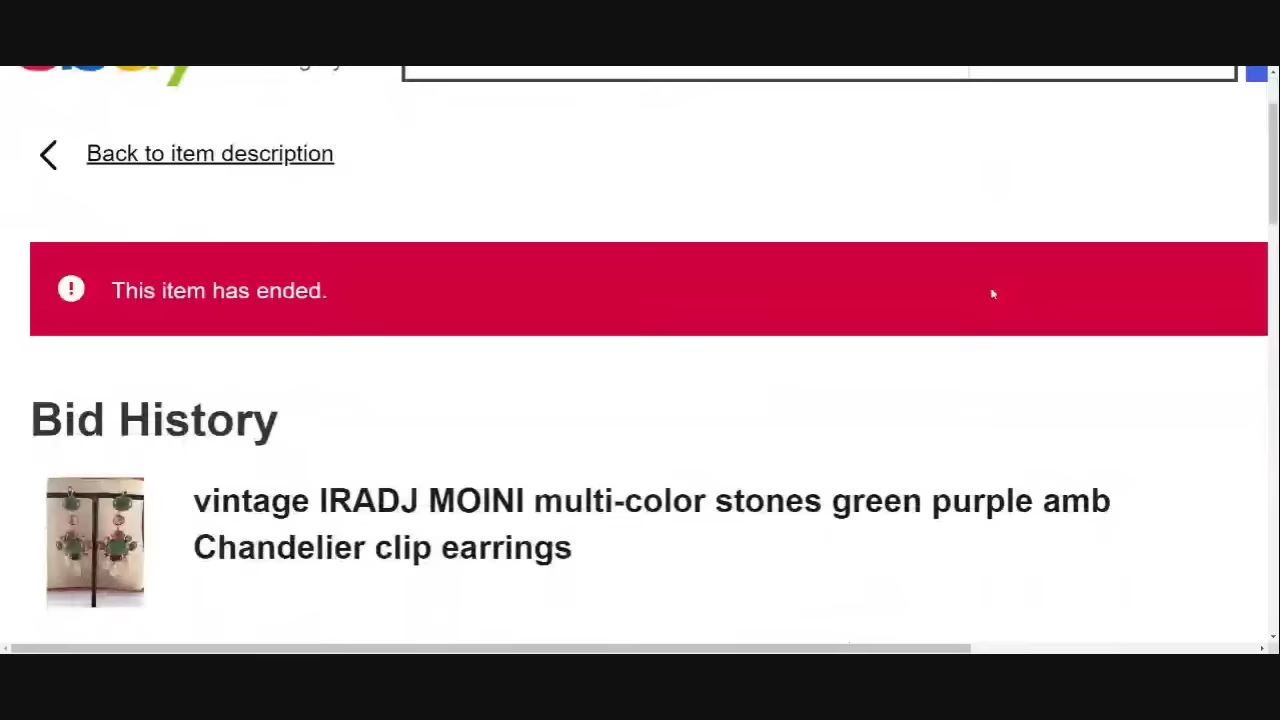 Back to item description
This item has ended.
Bid History
vintage IRADJ MOINI multi-color stones green purple amb
Chandelier clip earrings